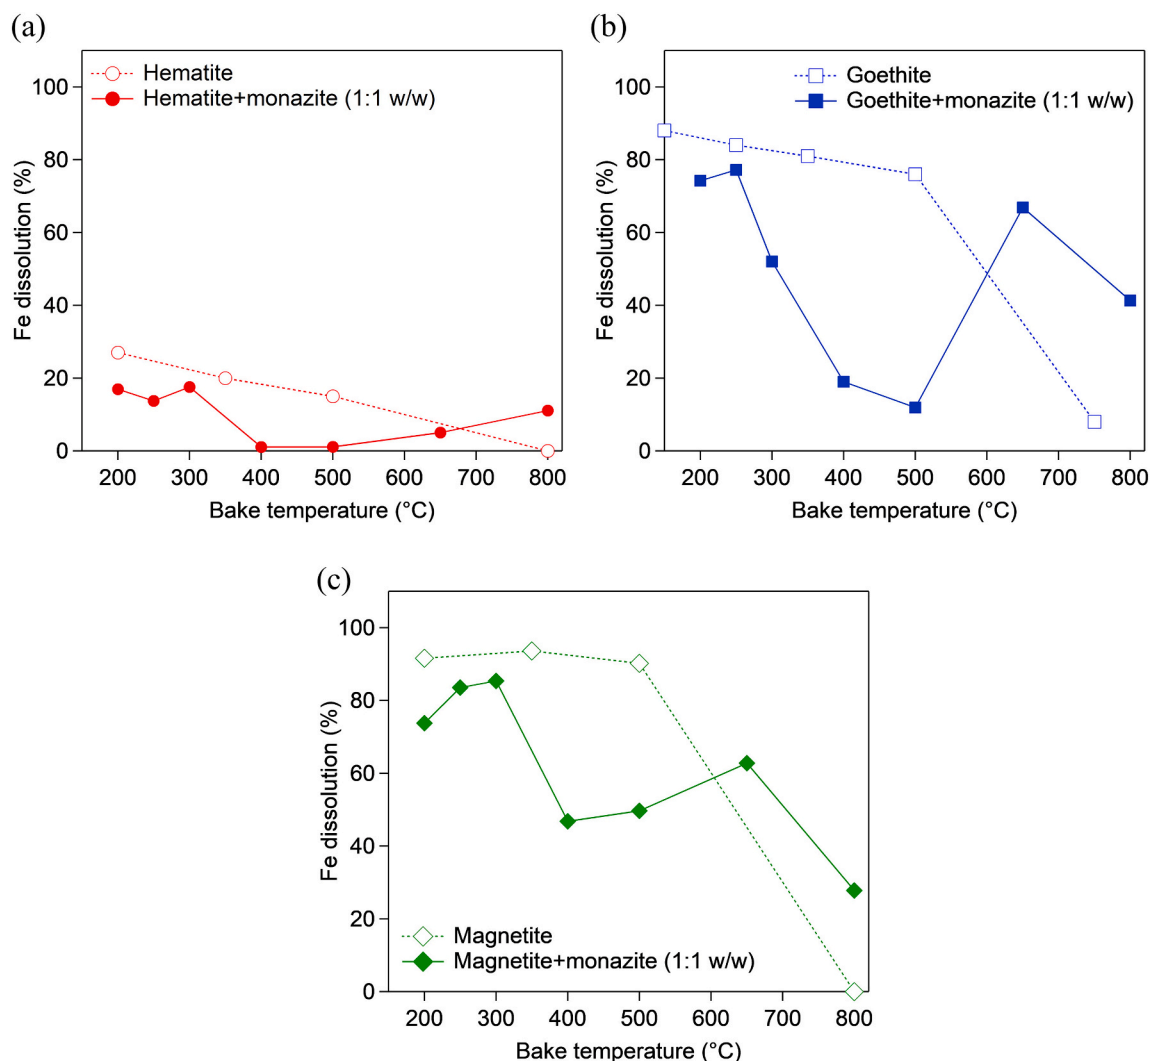 (a)
Hematite
Hematite+monazite (1:1 w/w)
100
80
60
40
20
0
Fe dissolution (%)
200 300 400 500 600 700 800
Bake temperature (°C)
(b)
Goethite
Goethite+monazite (1:1 w/w)
100
80
60
40
20
0
Fe dissolution (%)
200 300 400 500 600 700 800
Bake temperature (°C)
(c)
100
80
60
40
20
0
Fe dissolution (%)
Magnetite
Magnetite+monazite (1:1 w/w)
200 300 400 500 600 700 800
Bake temperature (°C)